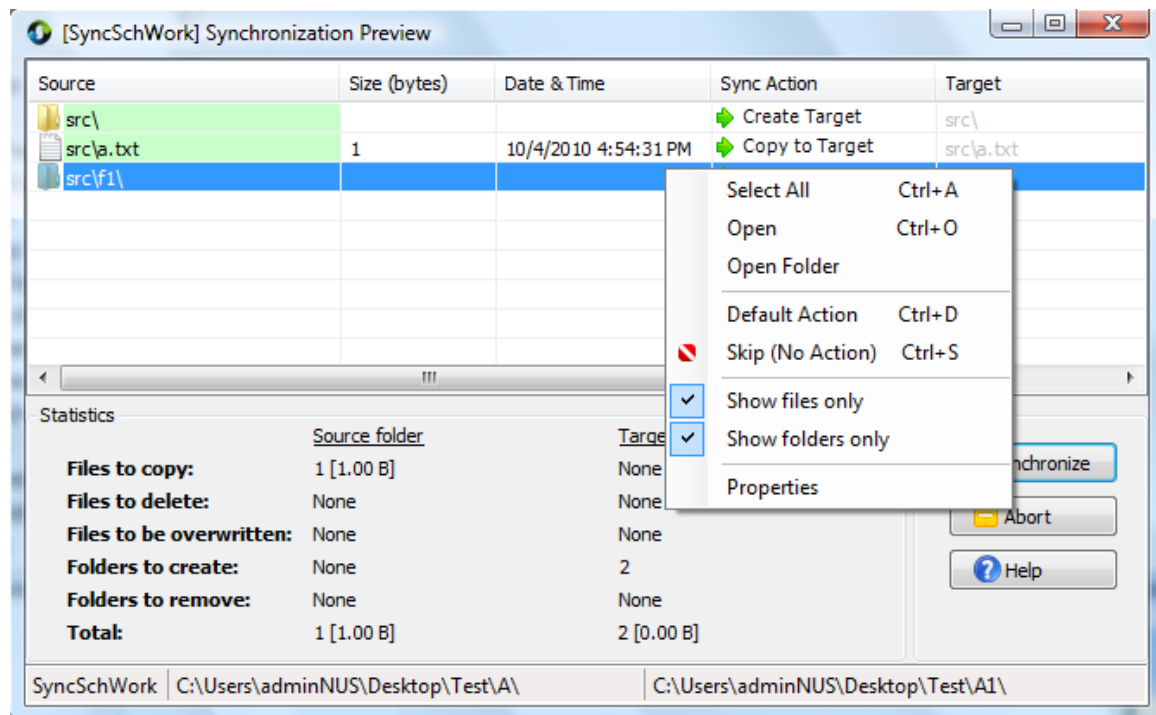 [SyncSchWork] Synchronization Preview
Source Size (bytes) Date & Time Sync Action Target
src\ Create Target src\
src\a.txt 1 10/4/2010 4:54:31 PM Copy to Target src\a.txt
src\f1\
Select All Ctrl+A
Open Ctrl+O
Open Folder
Default Action Ctrl+D
Skip (No Action) Ctrl+S
Show files only
Show folders only
Properties
Statistics
Source folder
Files to copy: 1 [1.00 B] None
Files to delete: None None
Files to be overwritten: None None
Folders to create: None 2
Folders to remove: None None
Total: 1 [1.00 B] 2 [0.00 B]
Abort
Help
SyncSchWork C:\Users\adminNUS\Desktop\Test\A\ C:\Users\adminNUS\Desktop\Test\A1\